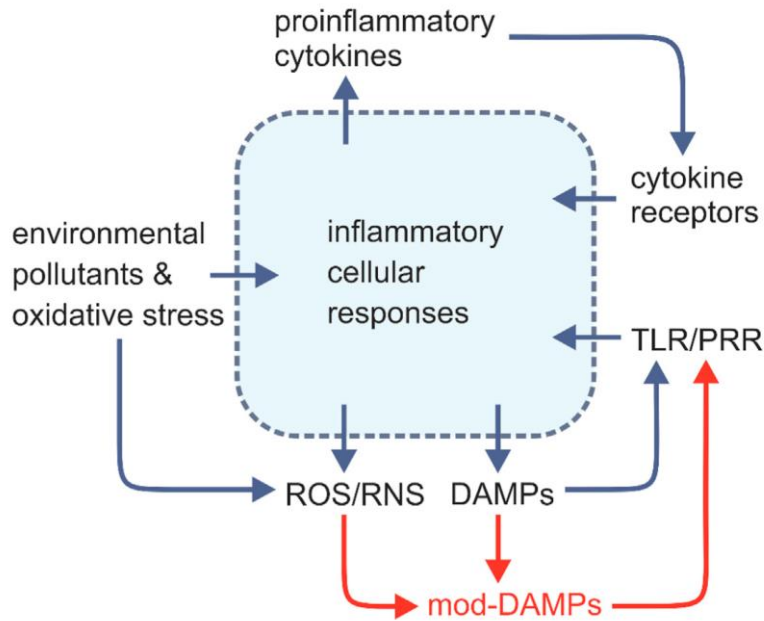 proinflammatory
cytokines
cytokine
receptors
environmental
pollutants &
oxidative stress
inflammatory
cellular
responses
TLR/PRR
ROS/RNS
DAMPs
mod-DAMPs